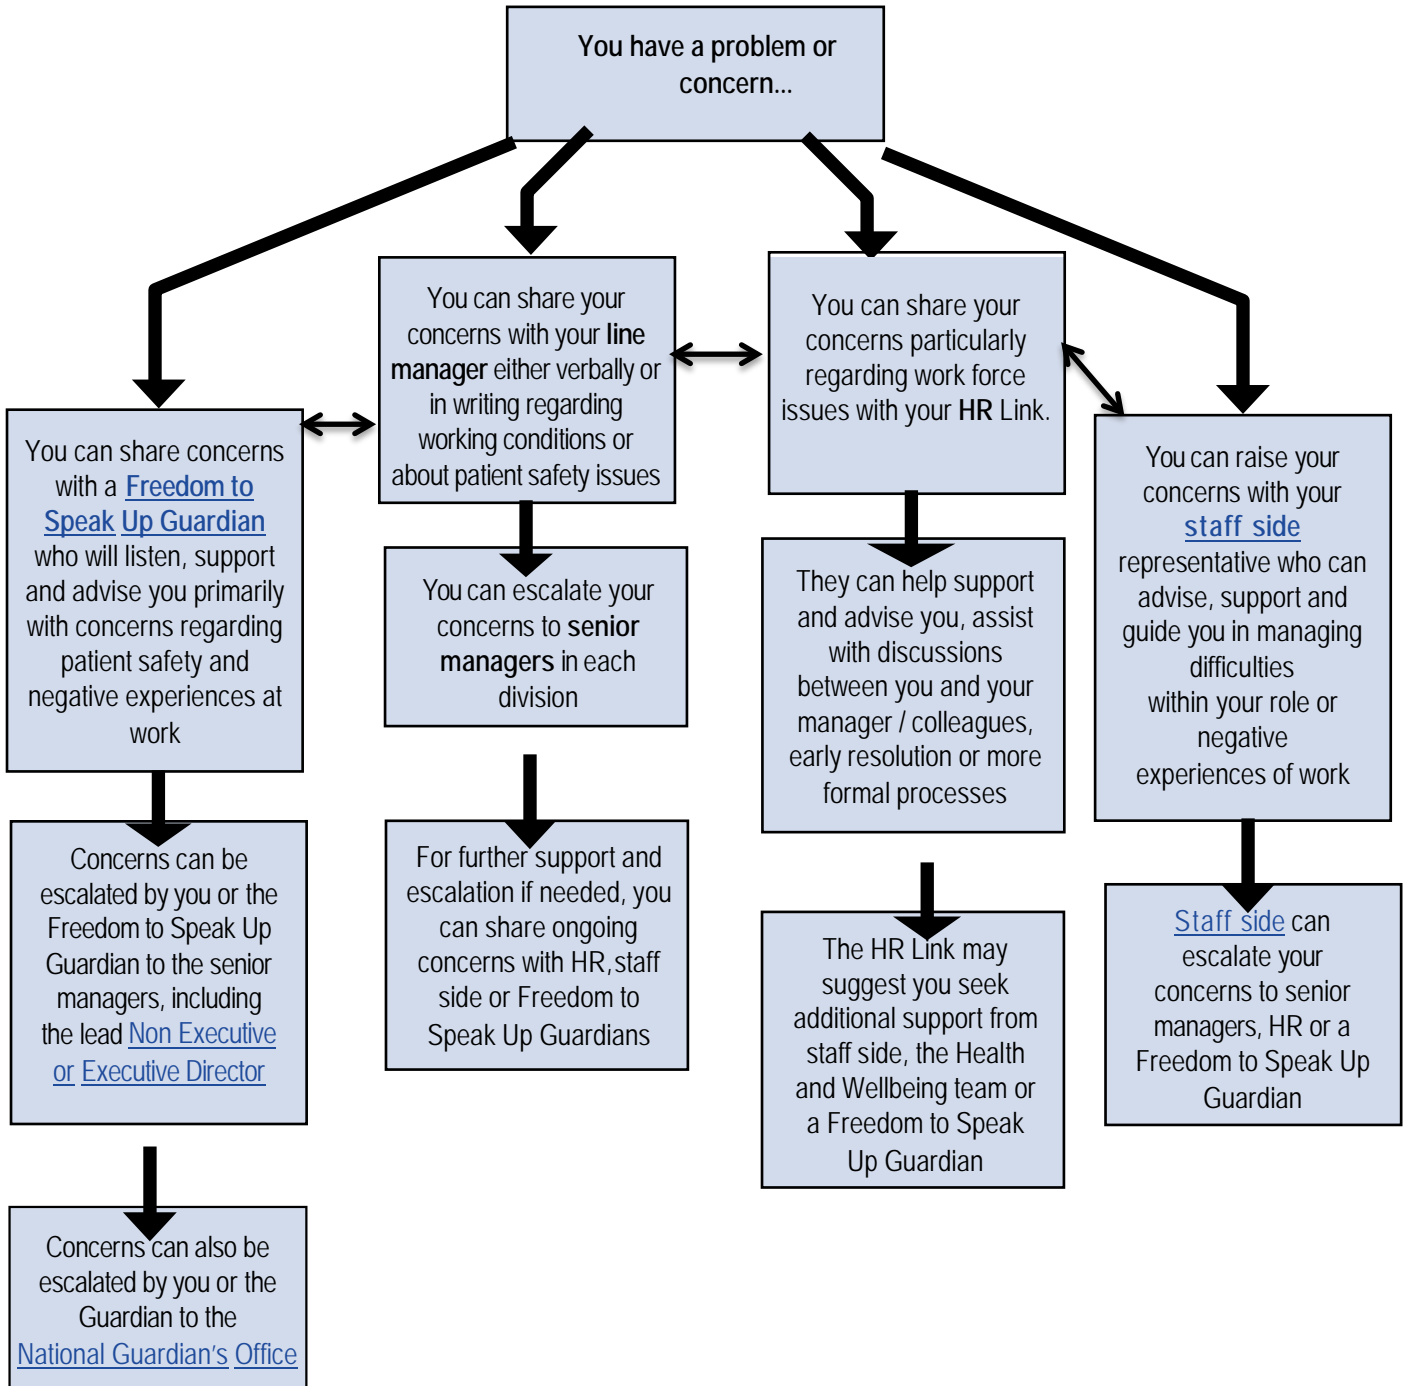 You have a problem or
concern...
You can share your
concerns with your line
manager either verbally or
in writing regarding
working conditions or
about patient safety issues
You can share your
concerns particularly
regarding work force
issues with your HR Link.
You can share concerns
with a Freedom to
Speak Up Guardian
who will listen, support
and advise you primarily
with concerns regarding
patient safety and
negative experiences at
work
You can raise your
concerns with your
staff side
representative who can
advise, support and
guide you in managing
difficulties
within your role or
negative
experiences of work
You can escalate your
concerns to senior
managers in each
division
They can help support
and advise you, assist
with discussions
between you and your
manager / colleagues,
early resolution or more
formal processes
Concerns can be
escalated by you or the
Freedom to Speak Up
Guardian to the senior
managers, including
the lead Non Executive
or Executive Director
For further support and
escalation if needed, you
can share ongoing
concerns with HR, staff
side or Freedom to
Speak Up Guardians
The HR Link may
suggest you seek
additional support from
staff side, the Health
and Wellbeing team or
a Freedom to Speak
Up Guardian
Staff side can
escalate your
concerns to senior
managers, HR or a
Freedom to Speak Up
Guardian
Concerns can also be
escalated by you or the
Guardian to the
National Guardian's Office